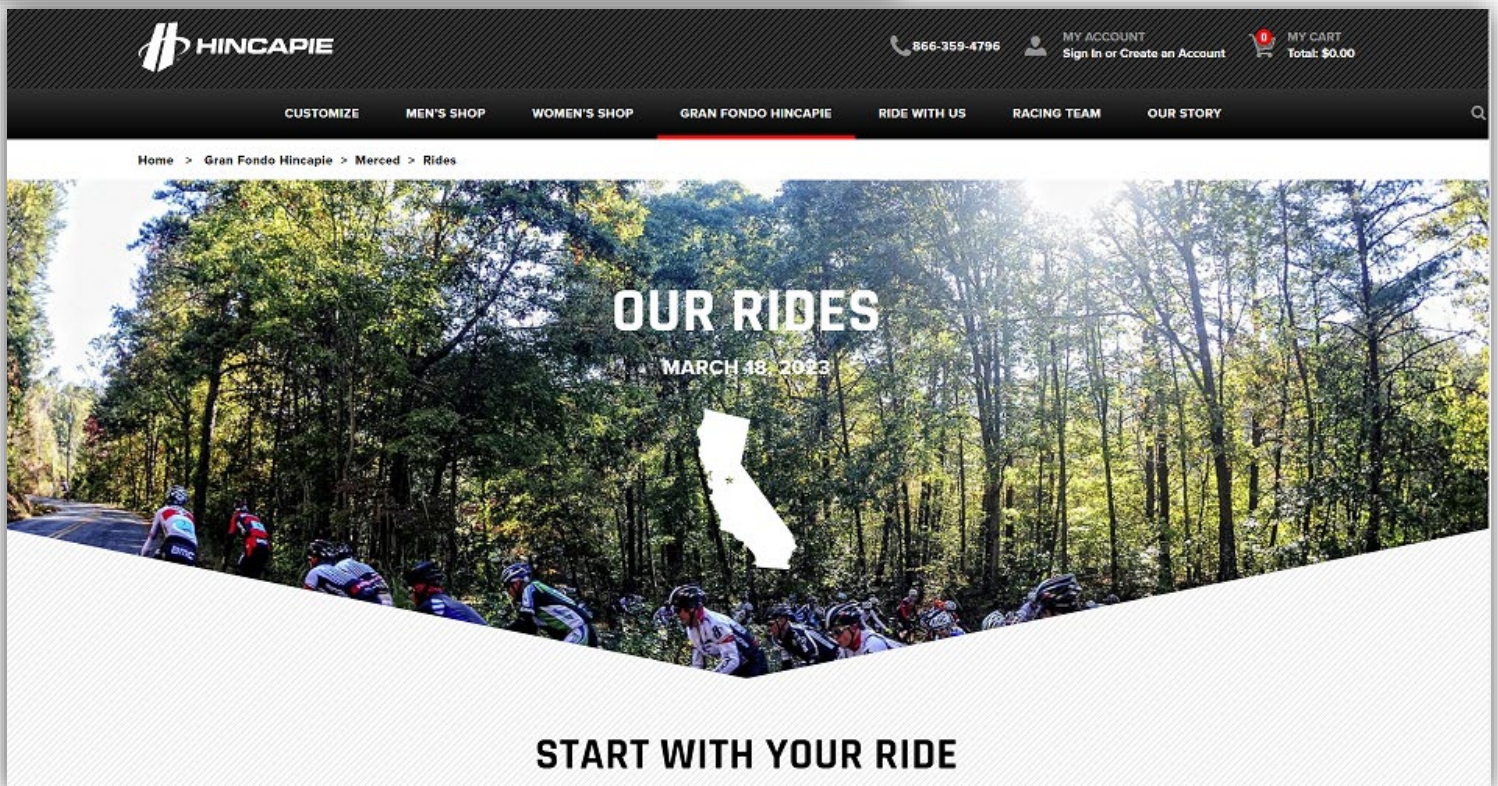 HINCAPIE
866-359-4796
MY ACCOUNT
Sign In or Create an Account
0
MY CART
Total: $0.00
CUSTOMIZE MEN'S SHOP WOMEN'S SHOP GRAN FONDO HINCAPIE RIDE WITH US RACING TEAM OUR STORY
Home > Gran Fondo Hincapie > Merced > Rides
OUR RIDES
MARCH 18, 2023
BMC
START WITH YOUR RIDE